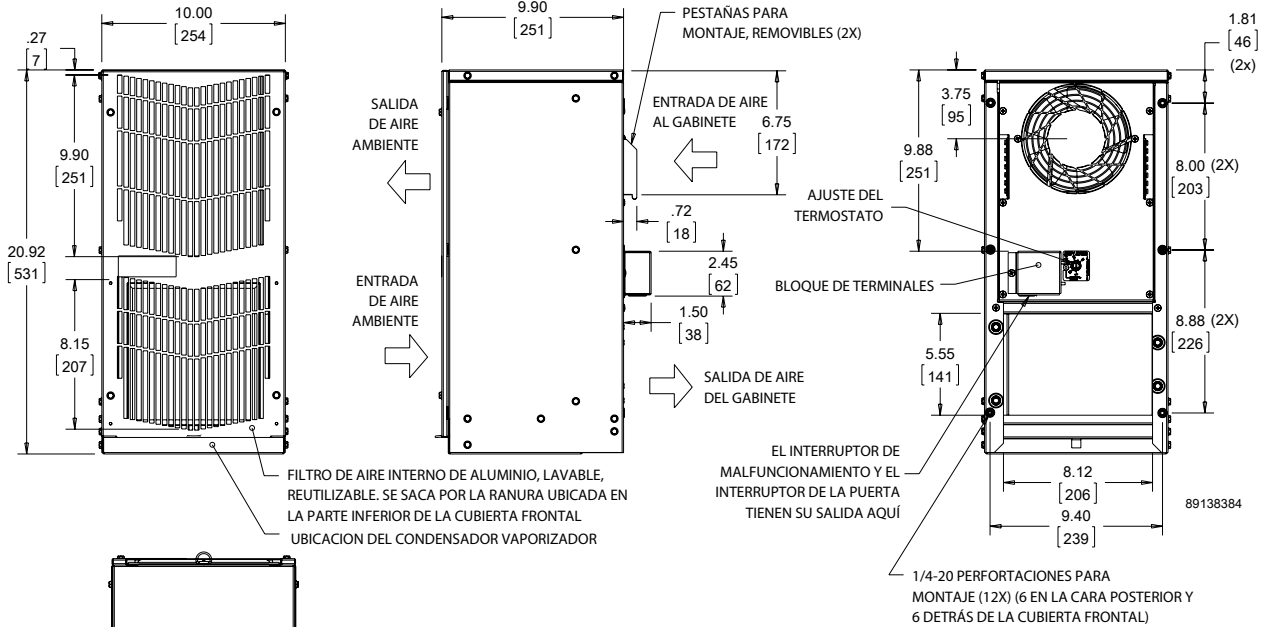 10.00
[254]
.27
[7]
9.90
[251]
20.92
[531]
8.15
[207]
FILTRO DE AIRE INTERNO DE ALUMINIO, LAVABLE,
REUTILIZABLE. SE SACA POR LA RANURA UBICADA EN
LA PARTE INFERIOR DE LA CUBIERTA FRONTAL
UBICACION DEL CONDENSADOR VAPORIZADOR
9.90
[251]
PESTAÑAS PARA
MONTAJE, REMOVIBLES (2X)
SALIDA
DE AIRE
AMBIENTE
ENTRADA DE AIRE
AL GABINETE
6.75
[172]
.72
[18]
ENTRADA
DE AIRE
AMBIENTE
2.45
[62]
1.50
[38]
SALIDA DE AIRE
DEL GABINETE
1.81
[46]
(2x)
3.75
[95]
9.88
[251]
8.00 (2X)
[203]
AJUSTE DEL
TERMOSTATO
BLOQUE DE TERMINALES
8.88 (2X)
[226]
5.55
[141]
EL INTERRUPTOR DE
MALFUNCIONAMIENTO Y EL
INTERRUPTOR DE LA PUERTA
TIENEN SU SALIDA AQUÍ
8.12
[206]
9.40
[239]
89138384
1/4-20 PERFORTACIONES PARA
MONTAJE (12X) (6 EN LA CARA POSTERIOR Y
6 DETRÁS DE LA CUBIERTA FRONTAL)